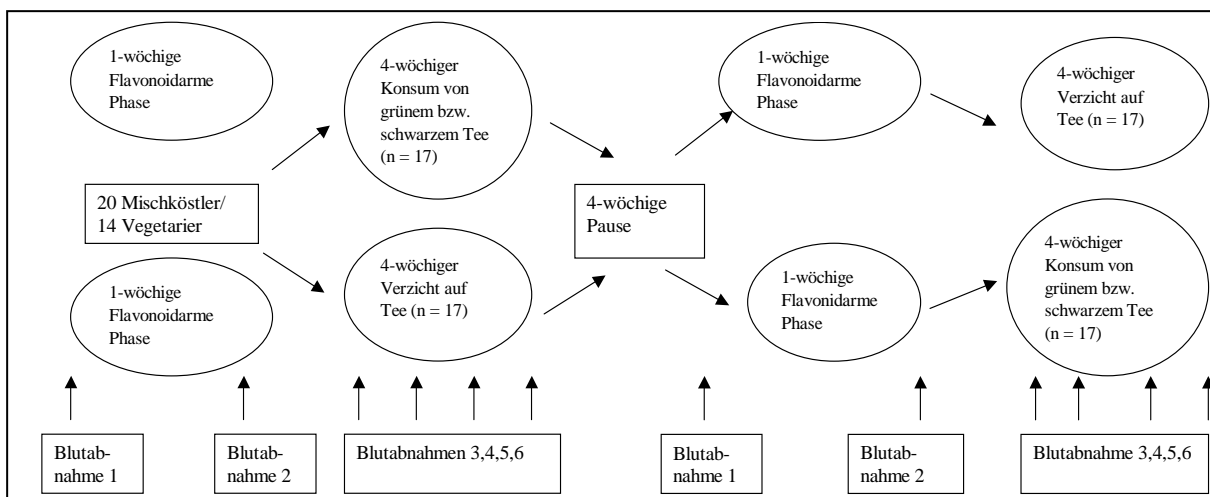 1-wöchige
Flavonoidarme
Phase
4-wöchiger
Konsum von
grünem bzw.
schwarzem Tee
(n = 17)
1-wöchige
Flavonoidarme
Phase
4-wöchiger
Verzicht auf
Tee (n = 17)
20 Mischköstler/
14 Vegetarier
4-wöchige
Pause
1-wöchige
Flavonoidarme
Phase
4-wöchiger
Verzicht auf
Tee (n = 17)
1-wöchige
Flavonidarme
Phase
4-wöchiger
Konsum von
grünem bzw.
schwarzem Tee
(n = 17)
Blutab-
nahme 1
Blutab-
nahme 2
Blutabnahmen 3,4,5,6
Blutab-
nahme 1
Blutab-
nahme 2
Blutabnahme 3,4,5,6